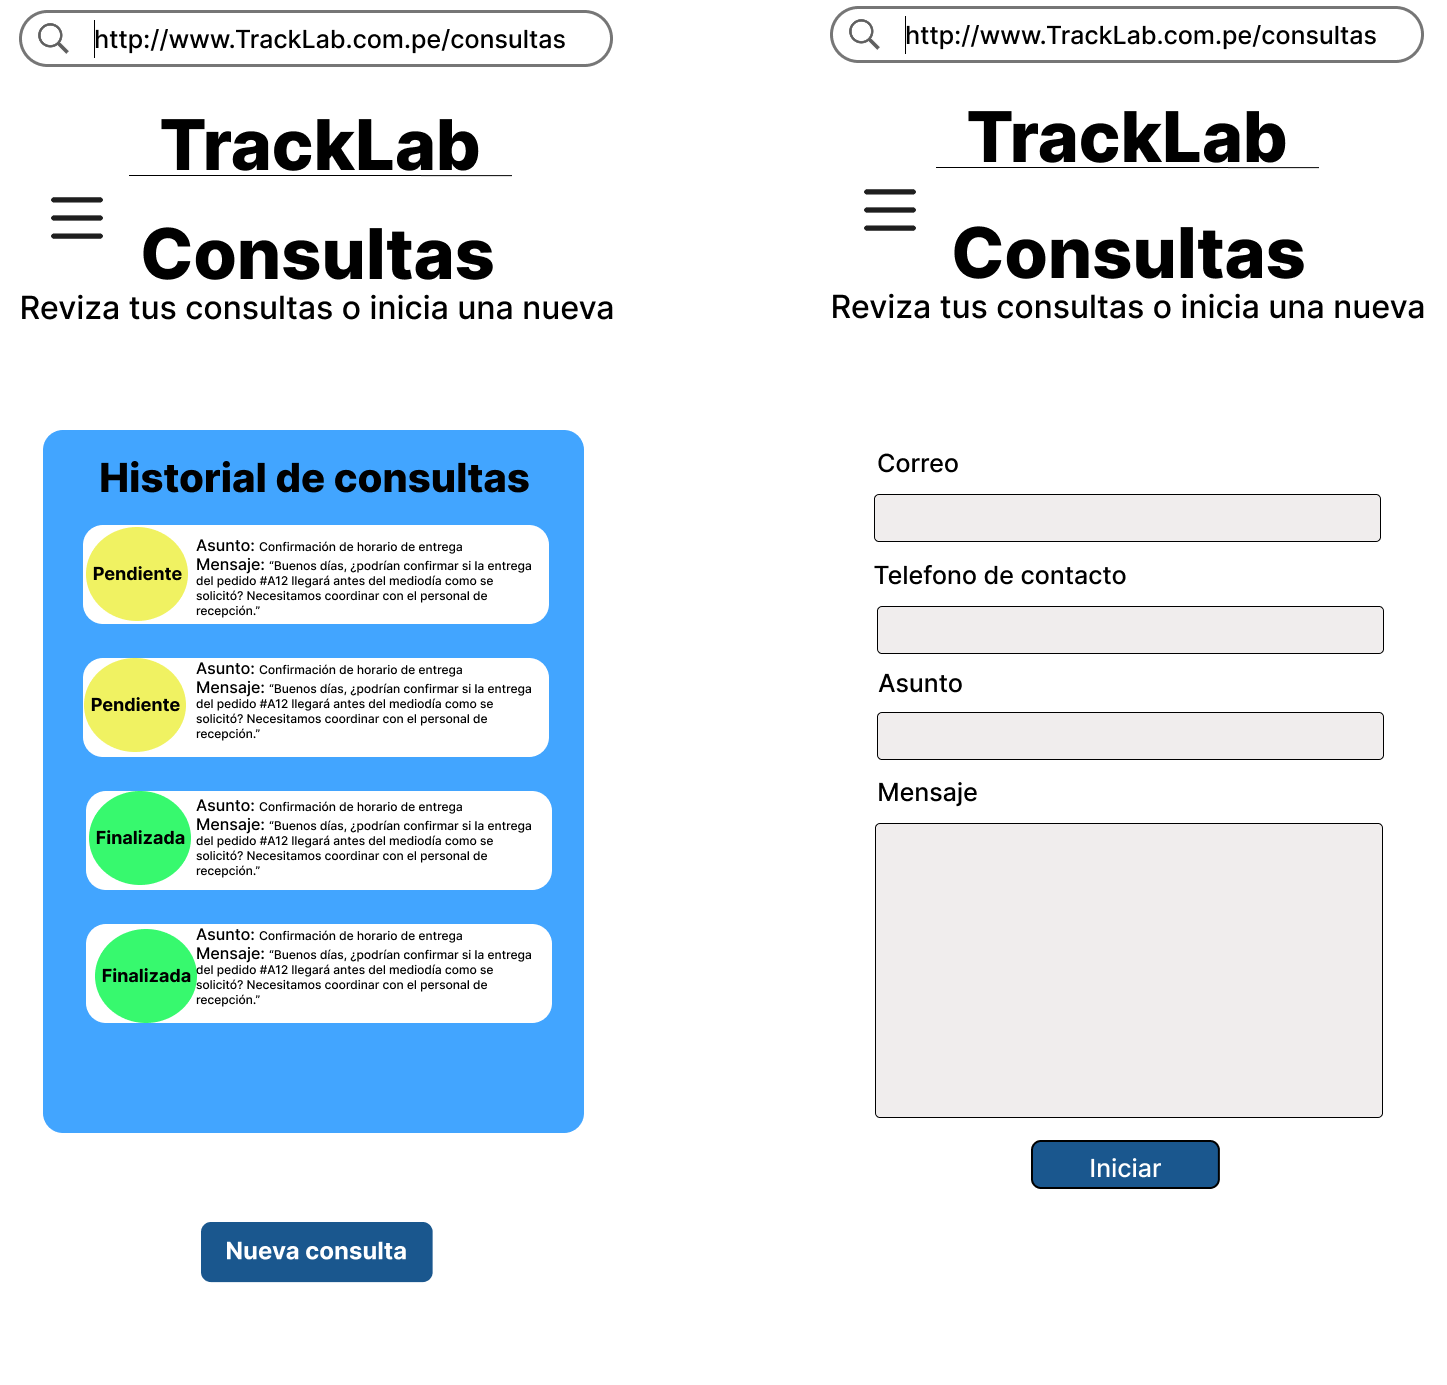 http://www.TrackLab.com.pe/consultas
TrackLab
Consultas
Reviza tus consultas o inicia una nueva
Historial de consultas
Pendiente
Asunto: Confirmación de horario de entrega
Mensaje: “Buenos días, ¿podrían confirmar si la entrega
del pedido #A12 llegará antes del mediodía como se
solicitó? Necesitamos coordinar con el personal de
recepción.”
Pendiente
Asunto: Confirmación de horario de entrega
Mensaje: “Buenos días, ¿podrían confirmar si la entrega
del pedido #A12 llegará antes del mediodía como se
solicitó? Necesitamos coordinar con el personal de
recepción.”
Finalizada
Asunto: Confirmación de horario de entrega
Mensaje: “Buenos días, ¿podrían confirmar si la entrega
del pedido #A12 llegará antes del mediodía como se
solicitó? Necesitamos coordinar con el personal de
recepción.”
Finalizada
Asunto: Confirmación de horario de entrega
Mensaje: “Buenos días, ¿podrían confirmar si la entrega
del pedido #A12 llegará antes del mediodía como se
solicitó? Necesitamos coordinar con el personal de
recepción.”
Nueva consulta
http://www.TrackLab.com.pe/consultas
TrackLab
Consultas
Reviza tus consultas o inicia una nueva
Correo
Telefono de contacto
Asunto
Mensaje
Iniciar